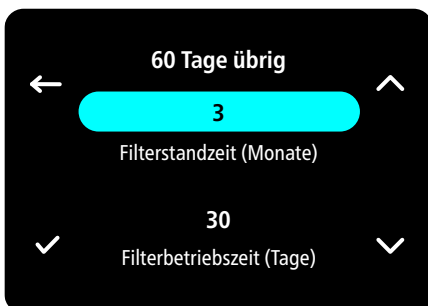 60 Tage übrig
3
Filterstandzeit (Monate)
30
Filterbetriebszeit (Tage)